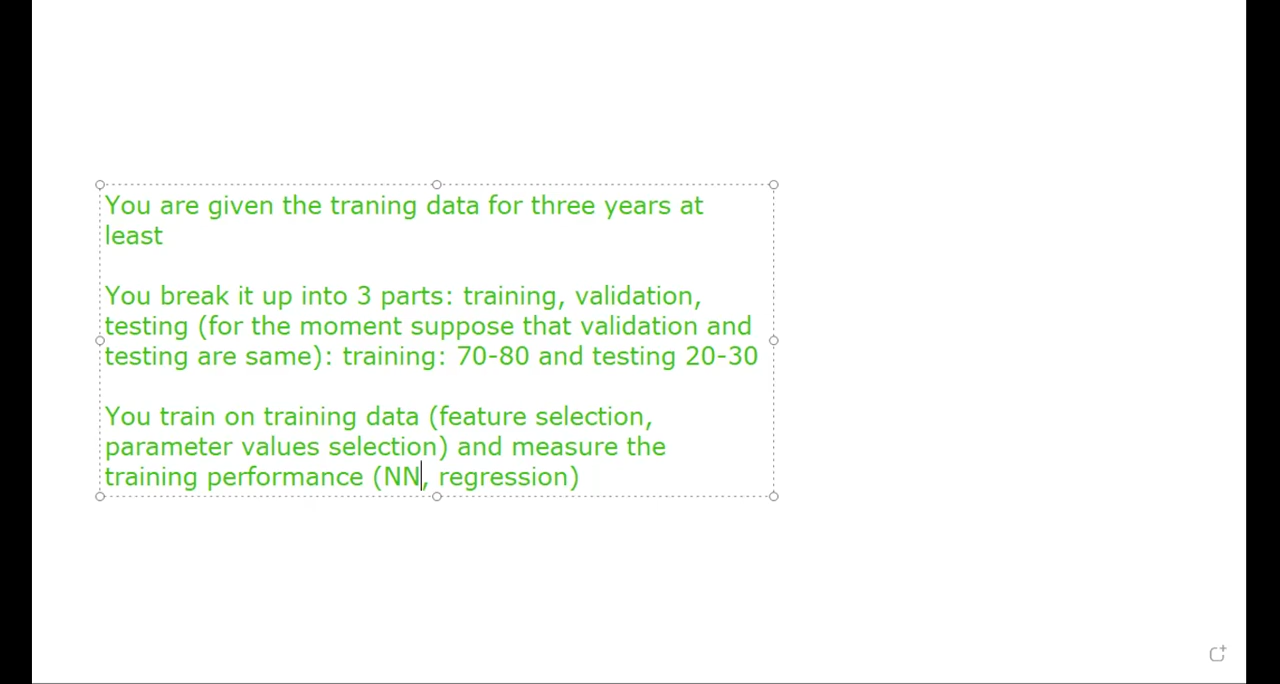 You are given the traning data for three years at
least
You break it up into 3 parts: training, validation,
testing (for the moment suppose that validation and
testing are same): training: 70-80 and testing 20-30
You train on training data (feature selection,
parameter values selection) and measure the
training performance (NN, regression)